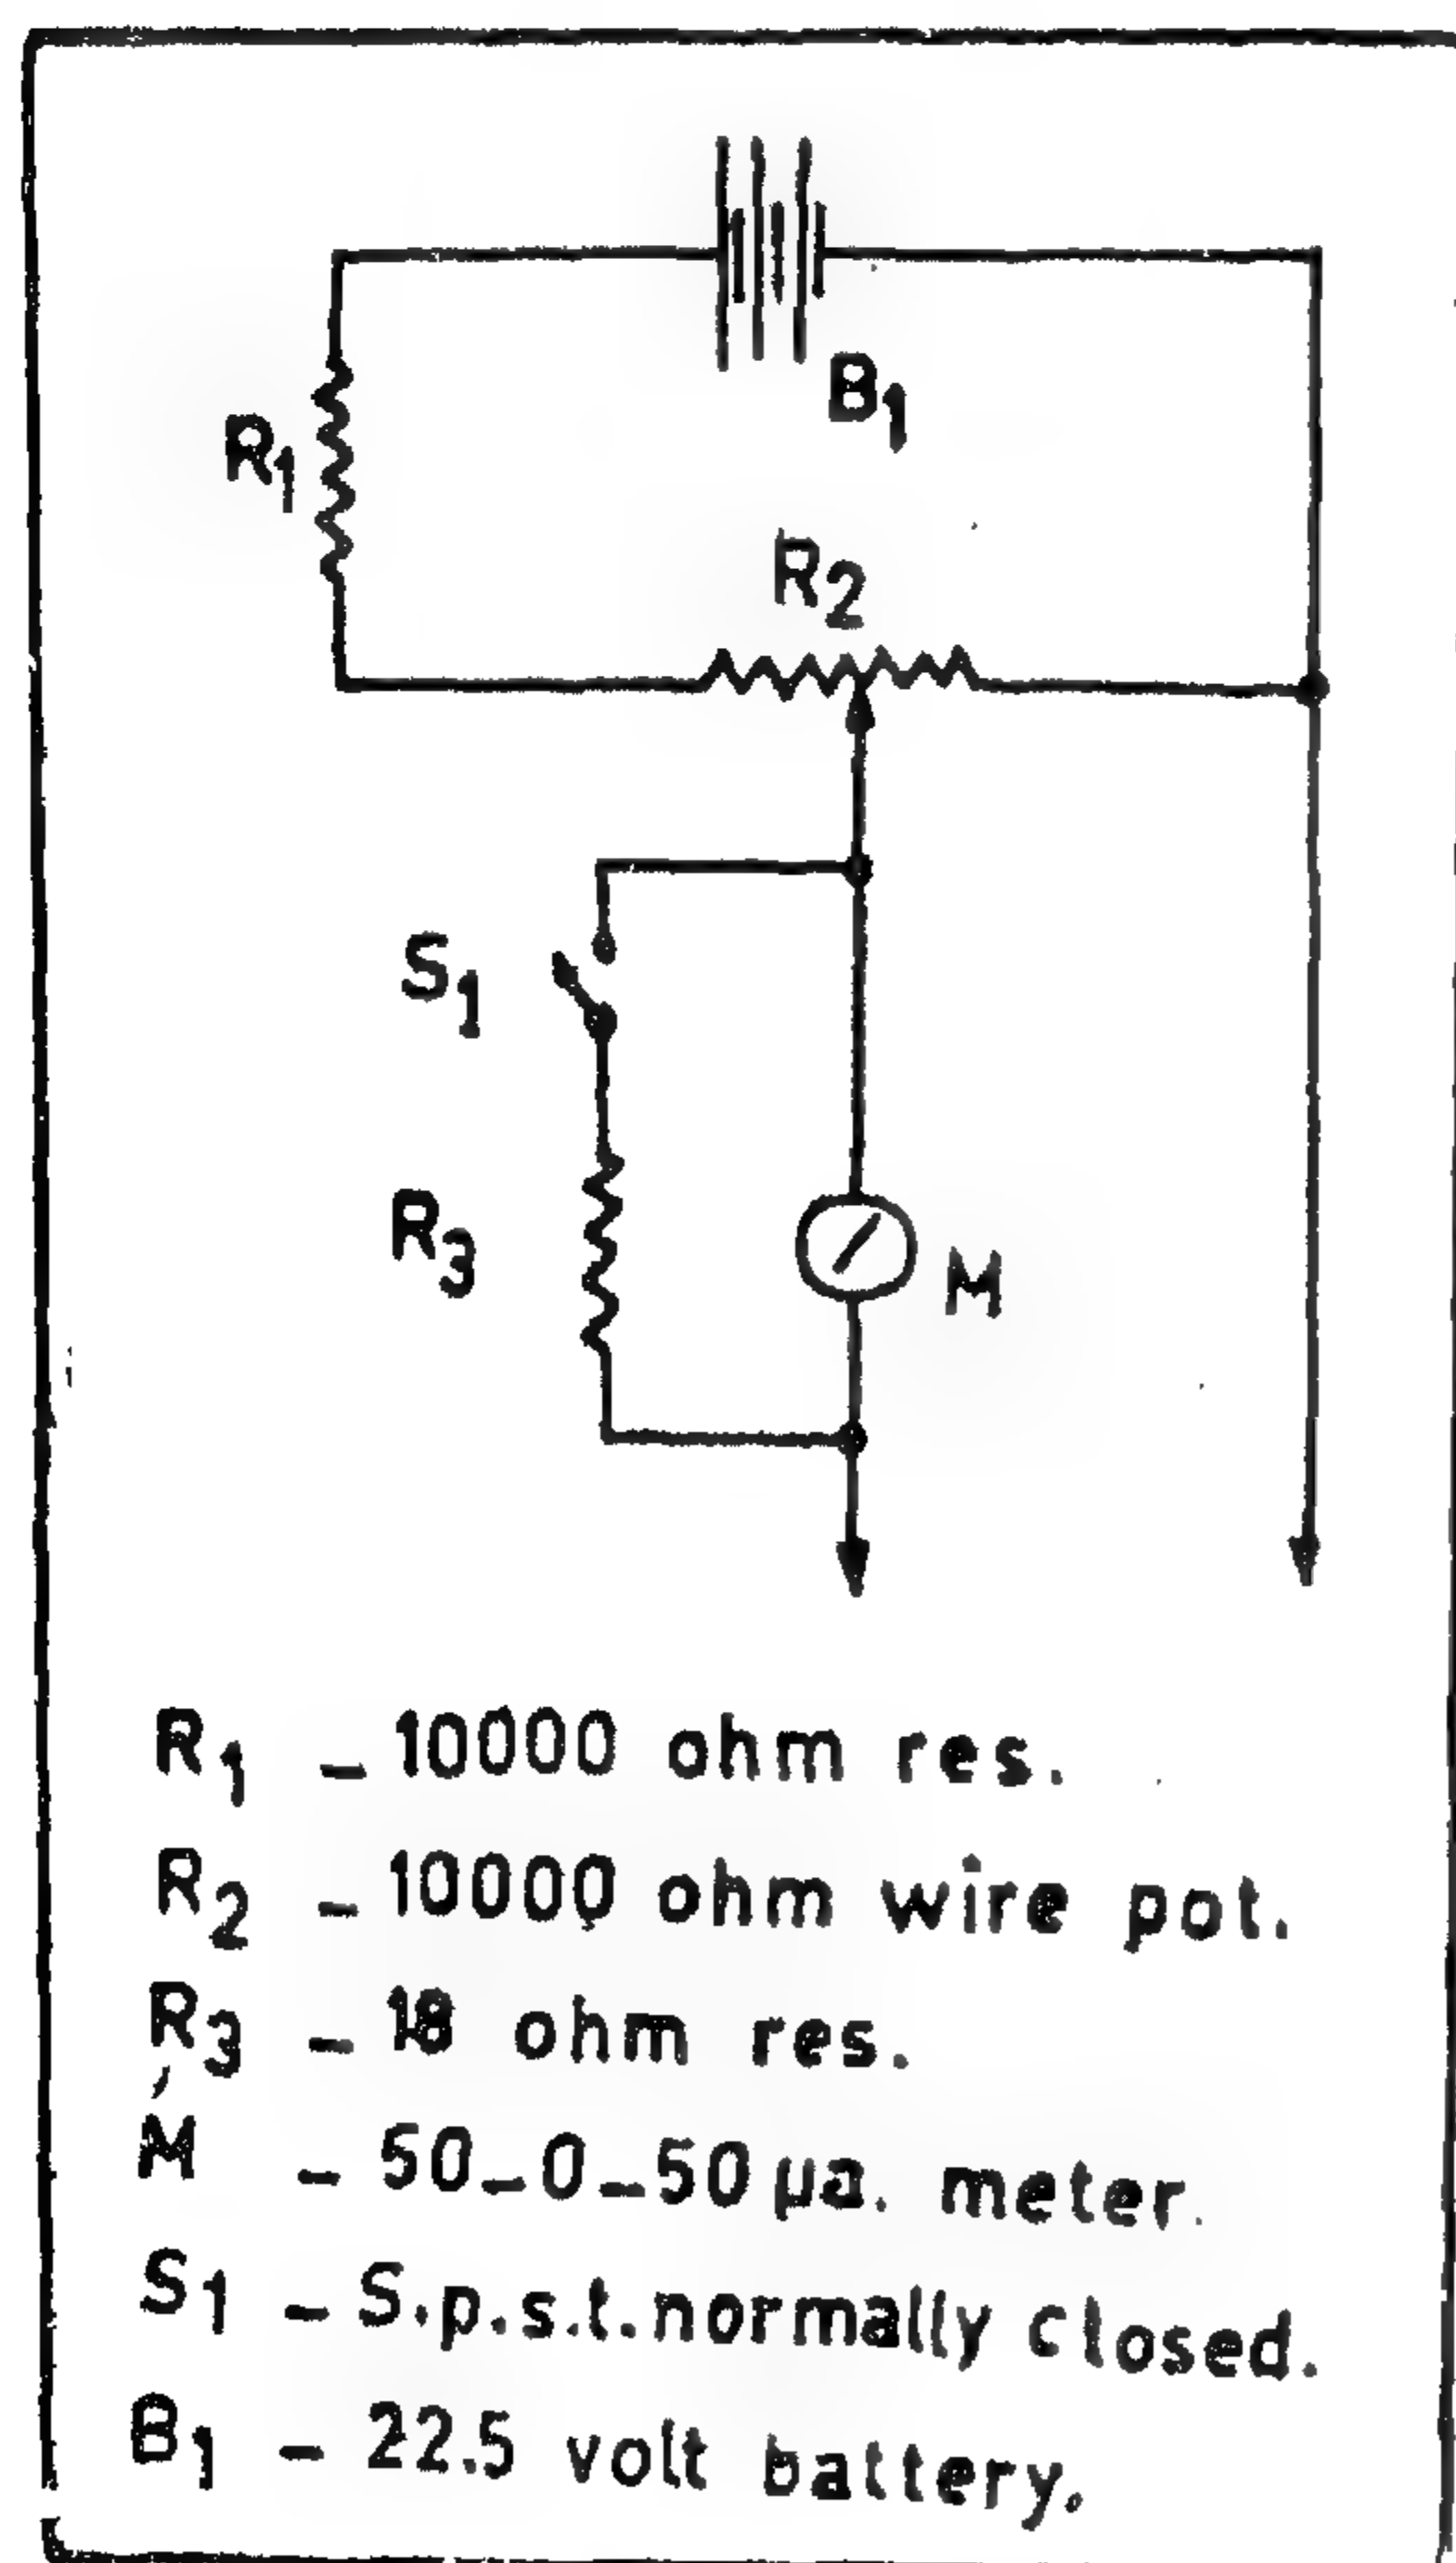 B1
R1
R2
S1
R3
M
R1 - 10000 ohm res.
R2 - 10000 ohm wire pot.
R3 - 18 ohm res.
M - 50-0-50 µa. meter.
S1 - S.p.s.t. normally closed.
B1 - 22.5 volt battery.